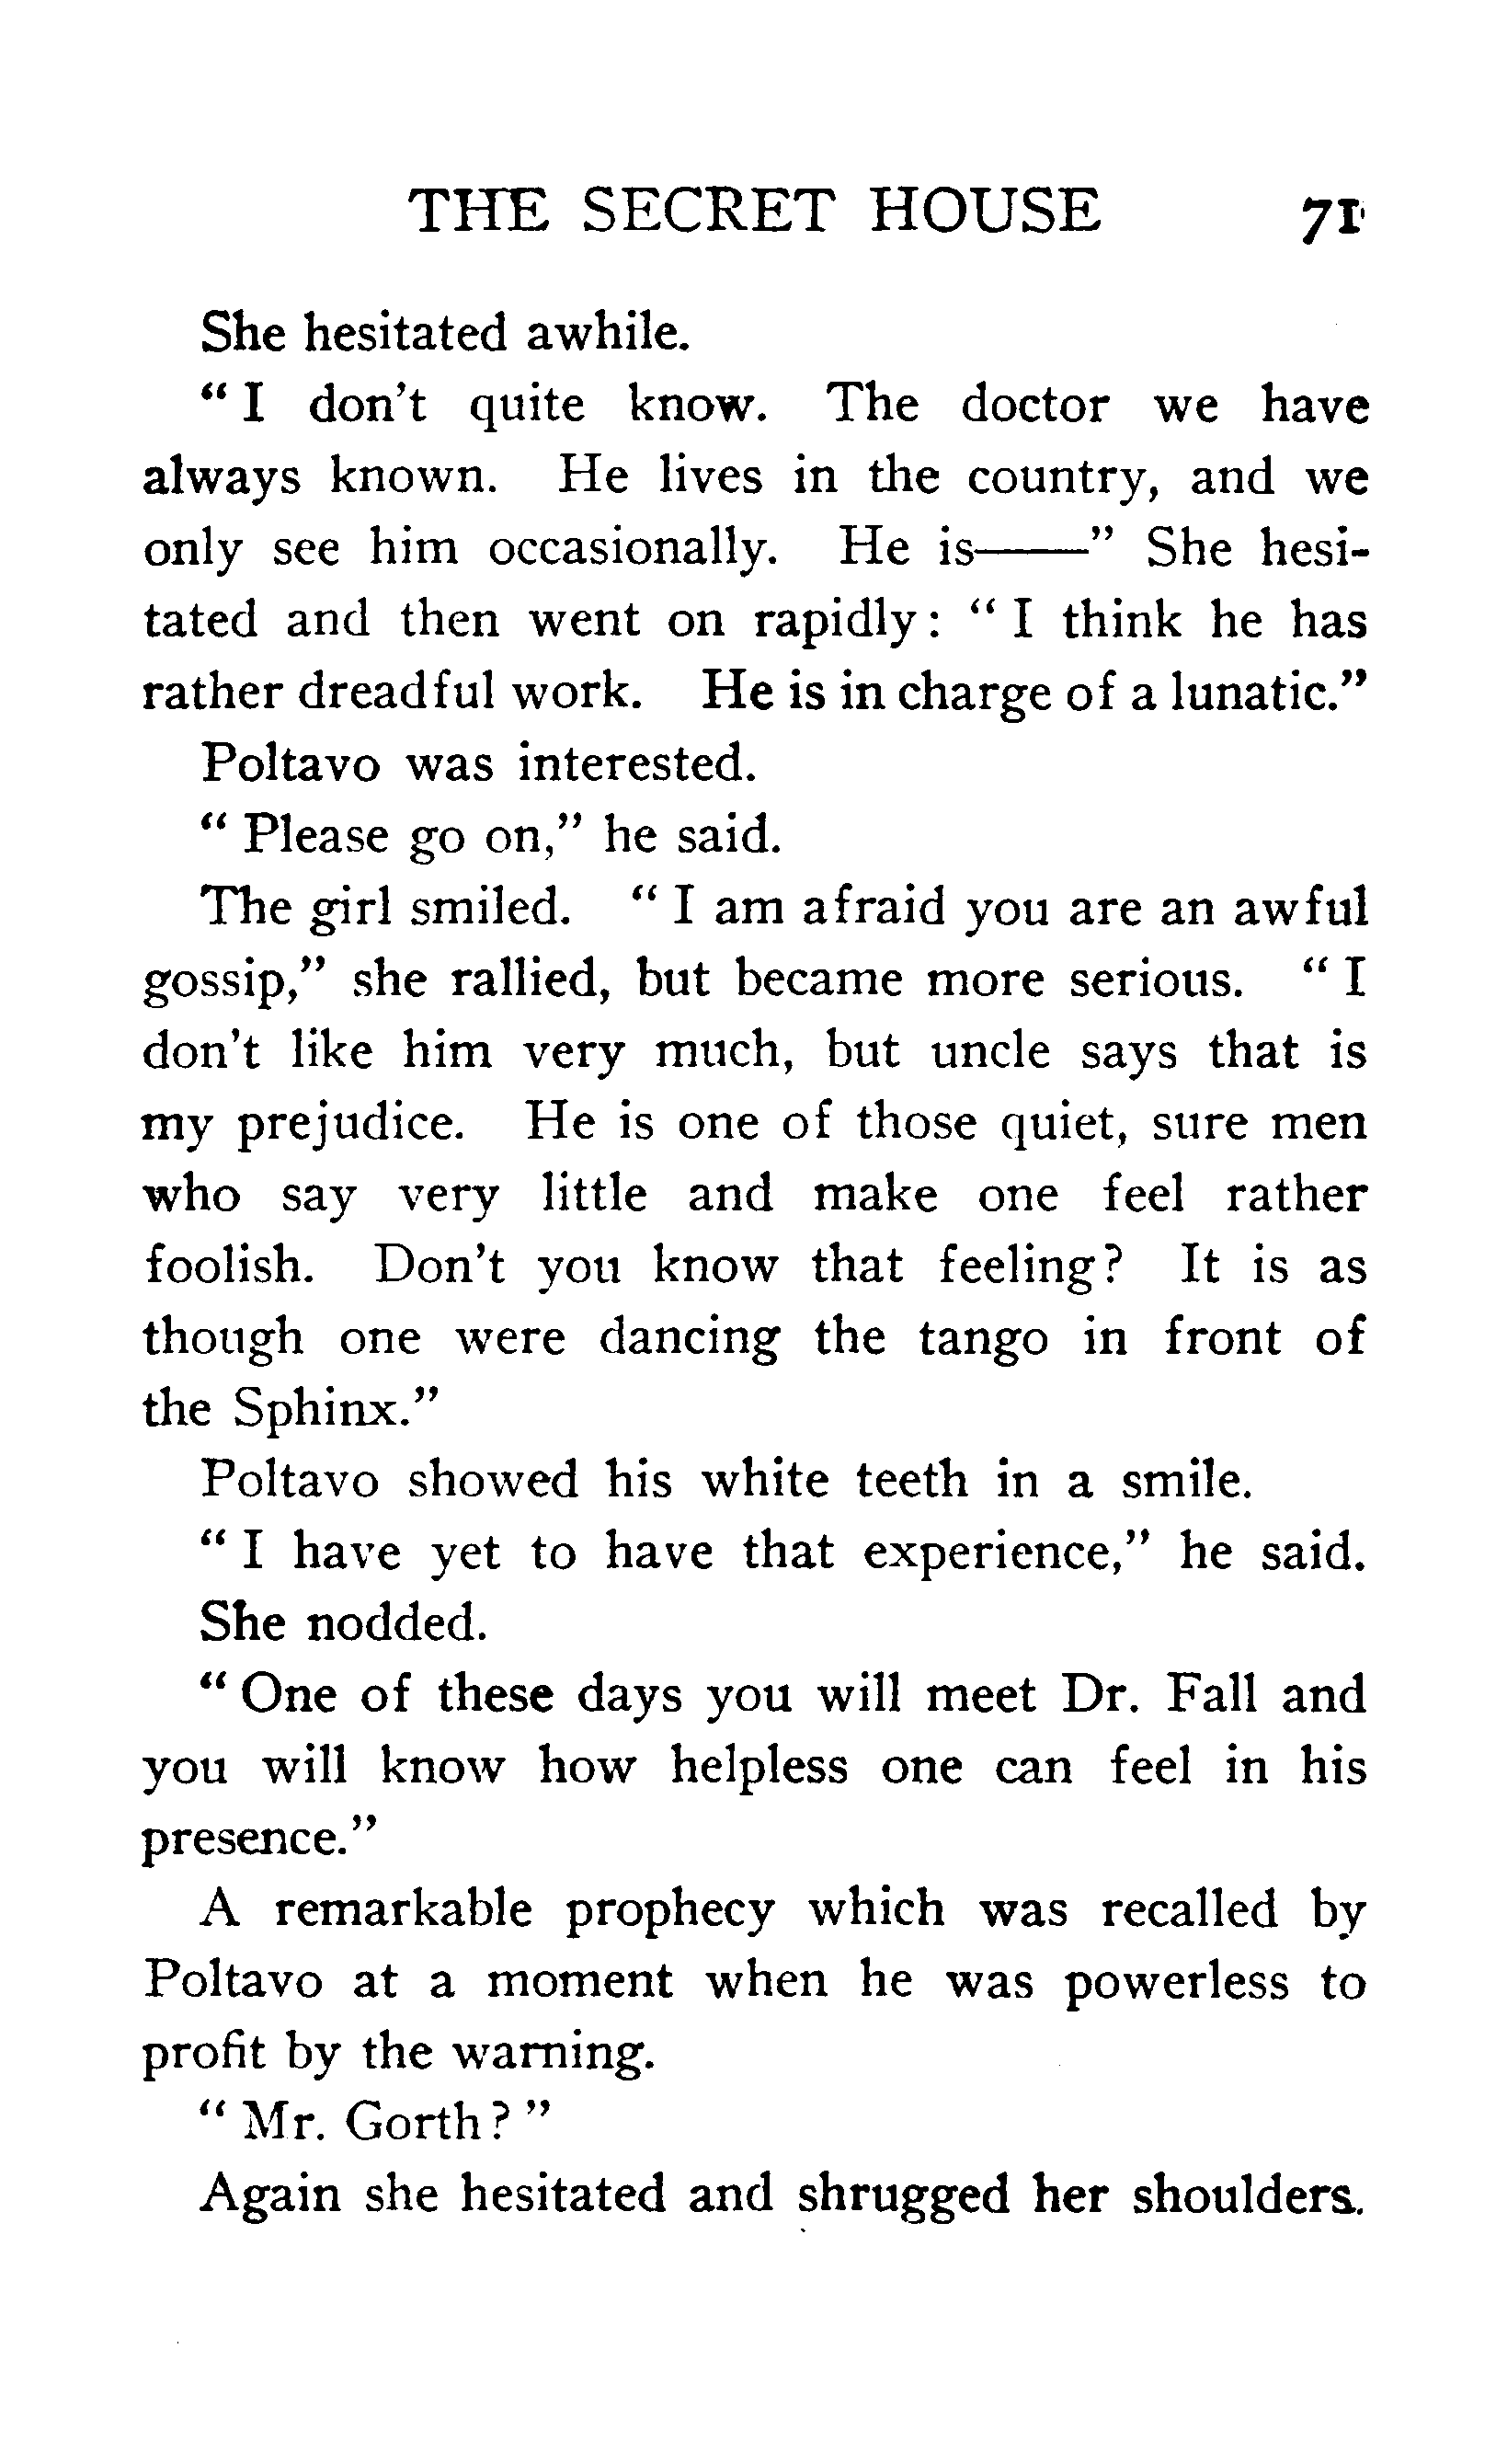 THE SECRET HOUSE 71
She hesitated awhile.
“ I don't quite know. The doctor we have
always known. He lives in the country, and we
only see him occasionally. He is——” She hesi-
tated and then went on rapidly: “ I think he has
rather dreadful work. He is in charge of a lunatic.”
Poltavo was interested.
“ Please go on,” he said.
The girl smiled. “ I am afraid you are an awful
gossip,” she rallied, but became more serious. “ I
don't like him very much, but uncle says that is
my prejudice. He is one of those quiet, sure men
who say very little and make one feel rather
foolish. Don't you know that feeling? It is as
though one were dancing the tango in front of
the Sphinx.”
Poltavo showed his white teeth in a smile.
“ I have yet to have that experience,” he said.
She nodded.
“ One of these days you will meet Dr. Fall and
you will know how helpless one can feel in his
presence.”
A remarkable prophecy which was recalled by
Poltavo at a moment when he was powerless to
profit by the warning.
“ Mr. Gorth? ”
Again she hesitated and shrugged her shoulders.